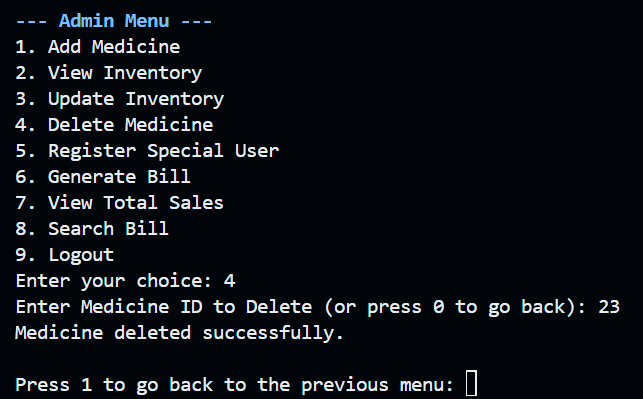 --- Admin Menu ---
1. Add Medicine
2. View Inventory
3. Update Inventory
4. Delete Medicine
5. Register Special User
6. Generate Bill
7. View Total Sales
8. Search Bill
9. Logout
Enter your choice: 4
Enter Medicine ID to Delete (or press 0 to go back): 23
Medicine deleted successfully.
Press 1 to go back to the previous menu: